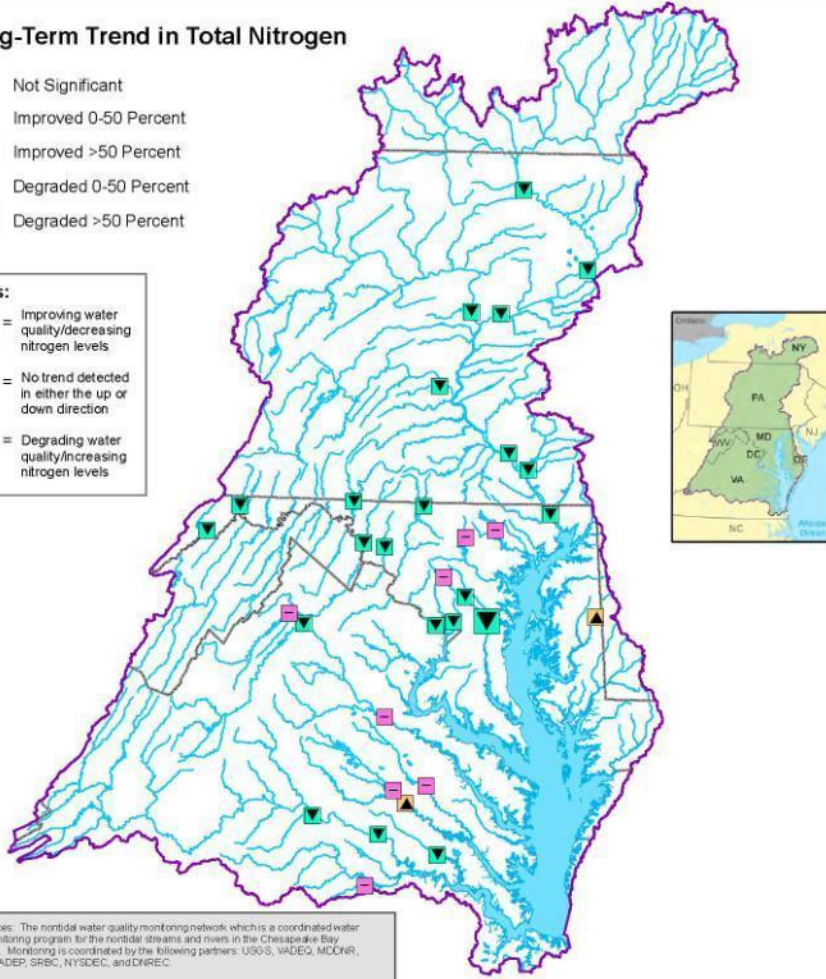 g-Term Trend in Total Nitrogen
Not Significant
Improved 0-50 Percent
Improved >50 Percent
Degraded 0-50 Percent
Degraded >50 Percent
s:
= Improving water
quality/decreasing
nitrogen levels
= No trend detected
in either the up or
down direction
= Degrading water
quality/increasing
nitrogen levels
Ontario
NY
OH
PA
NJ
MD
WV
DC
DE
VA
NC
Ocean
ces: The nontidal water quality monitoring network which is a coordinated water
nitoring program for the nontidal streams and rivers in the Chesapeake Bay
. Monitoring is coordinated by the following partners: USGS, VADEQ, MDDNR,
ADEP, SRBC, NYSDEC, and DNREC.